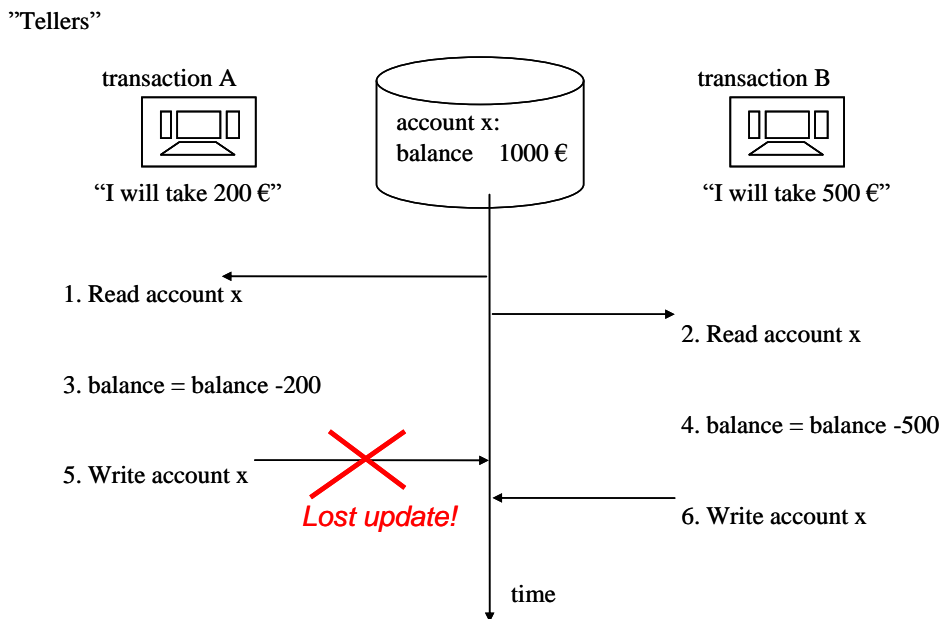 ”Tellers”
transaction A
transaction B
account x:
balance 1000 €
“I will take 200 €”
“I will take 500 €”
1. Read account x
2. Read account x
3. balance = balance -200
4. balance = balance -500
5. Write account x
Lost update!
6. Write account x
time